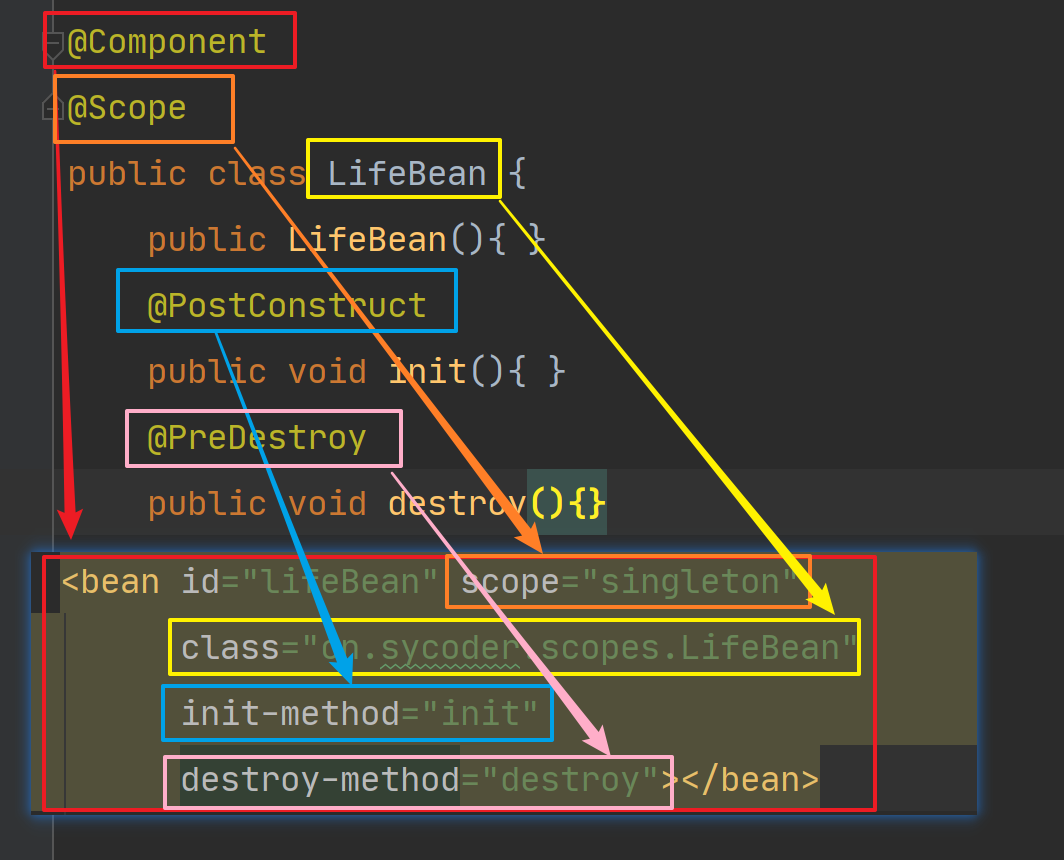 @Component
@Scope
public class LifeBean {
public LifeBean(){ }
@PostConstruct
public void init(){ }
@PreDestroy
public void destroy(){}
<bean id="lifeBean" scope="singleton"
class="cn.sycoder.scopes.LifeBean"
init-method="init"
destroy-method="destroy"></bean>